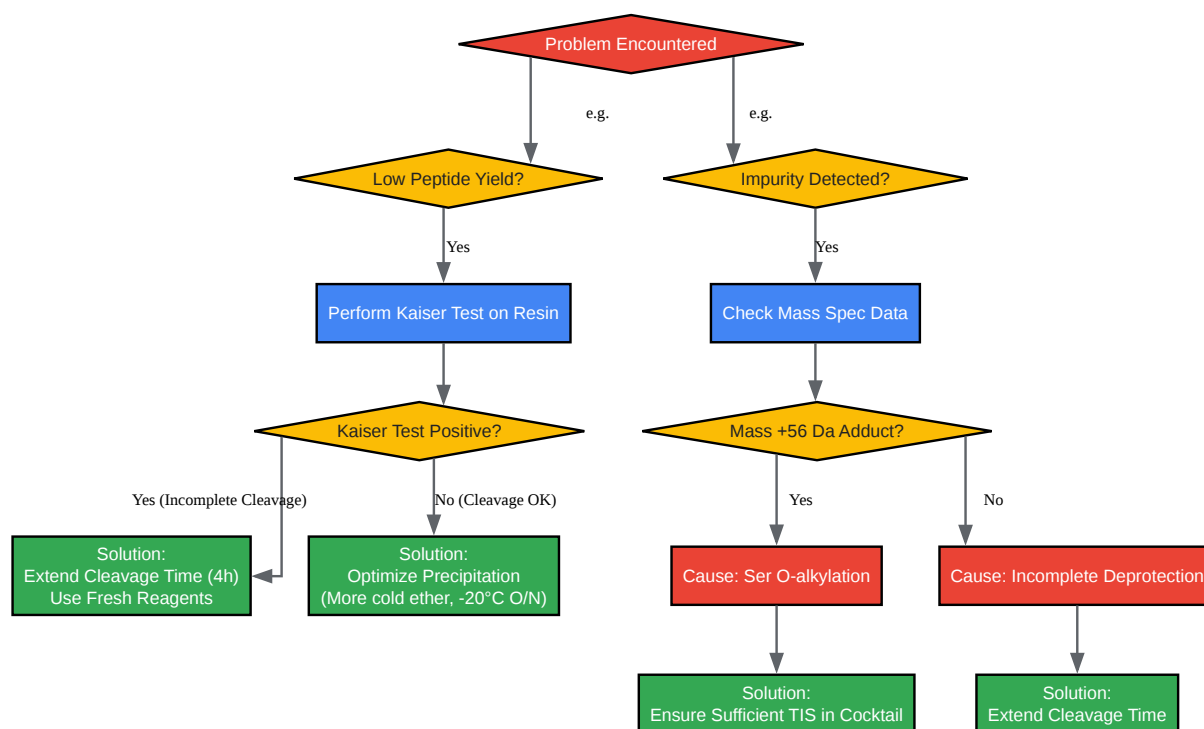 Problem Encountered
e.g.
e.g.
Low Peptide Yield?
Impurity Detected?
Yes
Yes
Perform Kaiser Test on Resin
Check Mass Spec Data
Kaiser Test Positive?
Mass +56 Da Adduct?
Yes (Incomplete Cleavage)
No (Cleavage OK)
Yes
No
Solution:
Extend Cleavage Time (4h)
Use Fresh Reagents
Solution:
Optimize Precipitation
(More cold ether, -20°C O/N)
Cause: Ser O-alkylation
Cause: Incomplete Deprotection
Solution:
Ensure Sufficient TIS in Cocktail
Solution:
Extend Cleavage Time